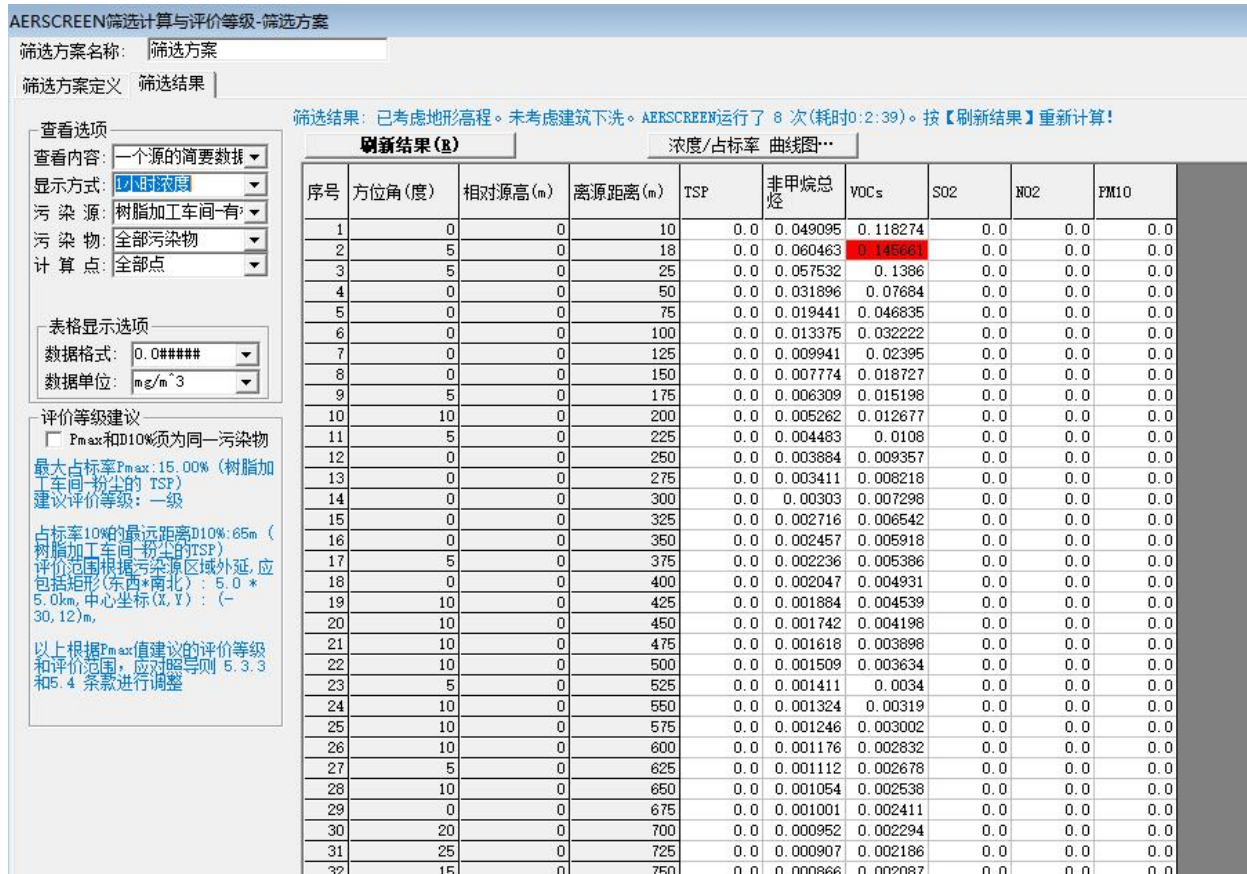 AERSCREEN筛选计算与评价等级-筛选方案
筛选方案名称: 筛选方案
筛选方案定义 筛选结果
筛选结果: 已考虑地形高程。未考虑建筑下洗。AERSCREEN运行了 8 次(耗时0:2:39)。按【刷新结果】重新计算!
刷新结果(R) 浓度/占标率 曲线图…
查看选项
查看内容: 一个源的简要数据
显示方式: 1小时浓度
污 染 源: 树脂加工车间-有
污 染 物: 全部污染物
计 算 点: 全部点
表格显示选项
数据格式: 0.0#####
数据单位: mg/m^3
评价等级建议
Pmax和D10%须为同一污染物
最大占标率Pmax:15.00% (树脂加
工车间-粉尘的 TSP)
建议评价等级: 一级
占标率10%的最远距离D10%:65m (
树脂加工车间-粉尘的TSP)
评价范围根据污染源区域外延,应
包括矩形(东西*南北) : 5.0 *
5.0km,中心坐标(X,Y) : (-
30,12)m,
以上根据Pmax值建议的评价等级
和评价范围, 应对照导则 5.3.3
和5.4 条款进行调整
序号 方位角(度) 相对源高(m) 离源距离(m) TSP 非甲烷总烃 VOCs SO2 NO2 PM10
1 0 0 10 0.0 0.049095 0.118274 0.0 0.0 0.0
2 5 0 18 0.0 0.060463 0.145661 0.0 0.0 0.0
3 5 0 25 0.0 0.057532 0.1386 0.0 0.0 0.0
4 0 0 50 0.0 0.031896 0.07684 0.0 0.0 0.0
5 0 0 75 0.0 0.019441 0.046835 0.0 0.0 0.0
6 0 0 100 0.0 0.013375 0.032222 0.0 0.0 0.0
7 0 0 125 0.0 0.009941 0.02395 0.0 0.0 0.0
8 0 0 150 0.0 0.007774 0.018727 0.0 0.0 0.0
9 5 0 175 0.0 0.006309 0.015198 0.0 0.0 0.0
10 10 0 200 0.0 0.005262 0.012677 0.0 0.0 0.0
11 5 0 225 0.0 0.004483 0.0108 0.0 0.0 0.0
12 0 0 250 0.0 0.003884 0.009357 0.0 0.0 0.0
13 0 0 275 0.0 0.003411 0.008218 0.0 0.0 0.0
14 0 0 300 0.0 0.00303 0.007298 0.0 0.0 0.0
15 0 0 325 0.0 0.002716 0.006542 0.0 0.0 0.0
16 0 0 350 0.0 0.002457 0.005918 0.0 0.0 0.0
17 5 0 375 0.0 0.002236 0.005386 0.0 0.0 0.0
18 0 0 400 0.0 0.002047 0.004931 0.0 0.0 0.0
19 10 0 425 0.0 0.001884 0.004539 0.0 0.0 0.0
20 10 0 450 0.0 0.001742 0.004198 0.0 0.0 0.0
21 10 0 475 0.0 0.001618 0.003898 0.0 0.0 0.0
22 10 0 500 0.0 0.001509 0.003634 0.0 0.0 0.0
23 5 0 525 0.0 0.001411 0.0034 0.0 0.0 0.0
24 10 0 550 0.0 0.001324 0.00319 0.0 0.0 0.0
25 10 0 575 0.0 0.001246 0.003002 0.0 0.0 0.0
26 10 0 600 0.0 0.001176 0.002832 0.0 0.0 0.0
27 5 0 625 0.0 0.001112 0.002678 0.0 0.0 0.0
28 10 0 650 0.0 0.001054 0.002538 0.0 0.0 0.0
29 0 0 675 0.0 0.001001 0.002411 0.0 0.0 0.0
30 20 0 700 0.0 0.000952 0.002294 0.0 0.0 0.0
31 25 0 725 0.0 0.000907 0.002186 0.0 0.0 0.0
32 15 0 750 0.0 0.000866 0.002087 0.0 0.0 0.0